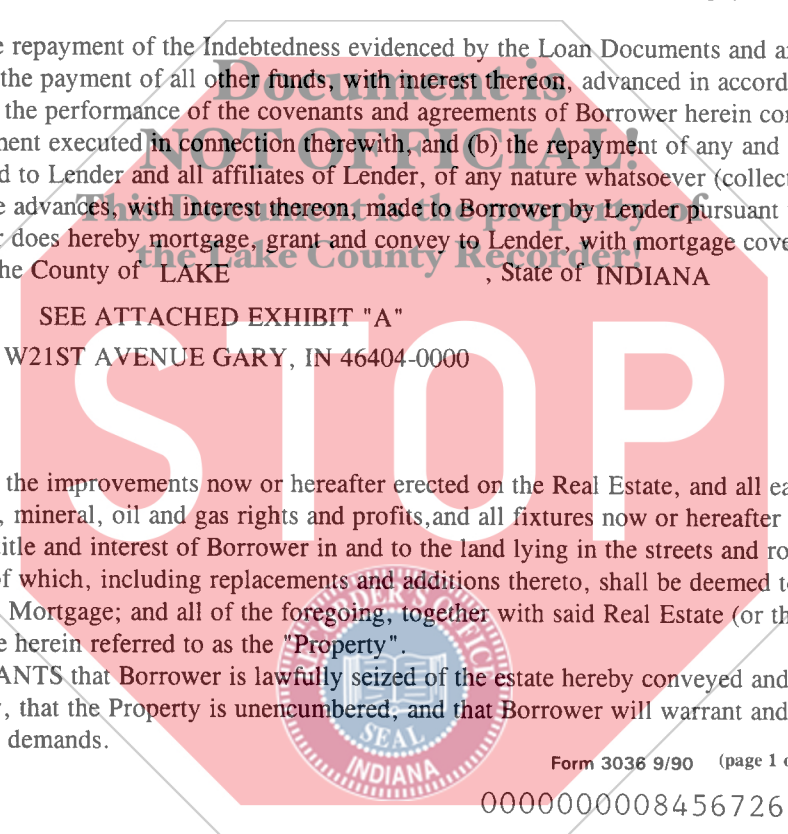 e repayment of the Indebtedness evidenced by the Loan Documents and a
the payment of all other funds, with interest thereon, advanced in accord
the performance of the covenants and agreements of Borrower herein co
ment executed in connection therewith, and (b) the repayment of any and
d to Lender and all affiliates of Lender, of any nature whatsoever (collect
e advances, with interest thereon, made to Borrower by Lender pursuant
r does hereby mortgage, grant and convey to Lender, with mortgage cove
he County of LAKE , State of INDIANA
Document is
NOT OFFICIAL!
This Document is the property of
the Lake County Recorder!
SEE ATTACHED EXHIBIT "A"
W21ST AVENUE GARY, IN 46404-0000
STOP
the improvements now or hereafter erected on the Real Estate, and all ea
, mineral, oil and gas rights and profits,and all fixtures now or hereafter
itle and interest of Borrower in and to the land lying in the streets and ro
of which, including replacements and additions thereto, shall be deemed t
Mortgage; and all of the foregoing, together with said Real Estate (or th
e herein referred to as the "Property".
ANTS that Borrower is lawfully seized of the estate hereby conveyed and
, that the Property is unencumbered, and that Borrower will warrant and
demands.
RECORDER'S OFFICE
SEAL
INDIANA
Form 3036 9/90 (page 1 o
0000000008456726